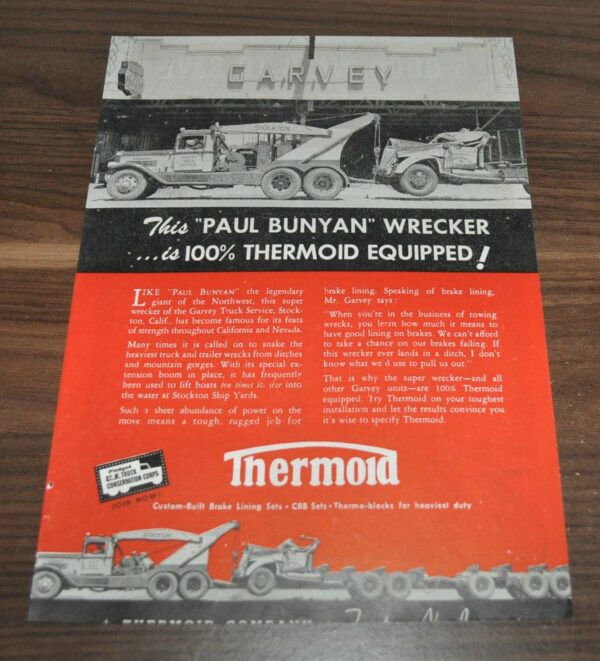 GARVEY
STOCKTON
This "PAUL BUNYAN" WRECKER
...is 100% THERMOID EQUIPPED!
LIKE "PAUL BUNYAN" the legendary
giant of the Northwest, this super
wrecker of the Garvey Truck Service, Stock-
ton, Calif. has become famous for its feats
of strength throughout California and Nevada.
Many times it is called on to snake the
heaviest truck and trailer wrecks from ditches
and mountain gorges. With its special ex-
tension boom in place, it has frequently
been used to lift boats ten times its size into
the water at Stockton Ship Yards.
Such a sheer abundance of power on the
move means a tough, rugged job for
brake lining. Speaking of brake lining,
Mr. Garvey says:
"When you're in the business of towing
wrecks, you learn how much it means to
have good lining on brakes. We can't afford
to take a chance on our brakes failing. If
this wrecker ever lands in a ditch, I don't
know what we'd use to pull us out."
That is why the super wrecker—and all
other Garvey units—are 100% Thermoid
equipped. Try Thermoid on your toughest
installation and let the results convince you
it's wise to specify Thermoid.
Pledged
U.S. TRUCK
CONSERVATION CORPS
JOIN NOW!
Thermoid
Custom-Built Brake Lining Sets • CBB Sets • Thermo-blocks for heaviest duty
STOCKTON
THERMOID COMPANY